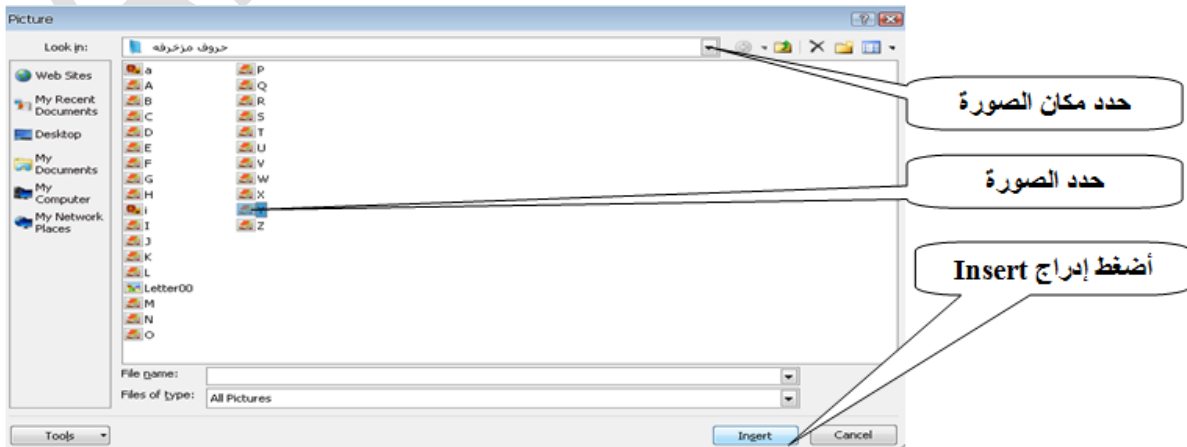 Picture
Look in:
حروف مزخرفه
Web Sites
My Recent
Documents
Desktop
My
Documents
My
Computer
My Network
Places
a
A
B
C
D
E
F
G
H
i
I
J
K
L
Letter00
M
N
O
P
Q
R
S
T
U
V
W
X
Y
Z
حدد مكان الصورة
حدد الصورة
أضغط إدراج Insert
File name:
Files of type:
All Pictures
Tools
Insert
Cancel